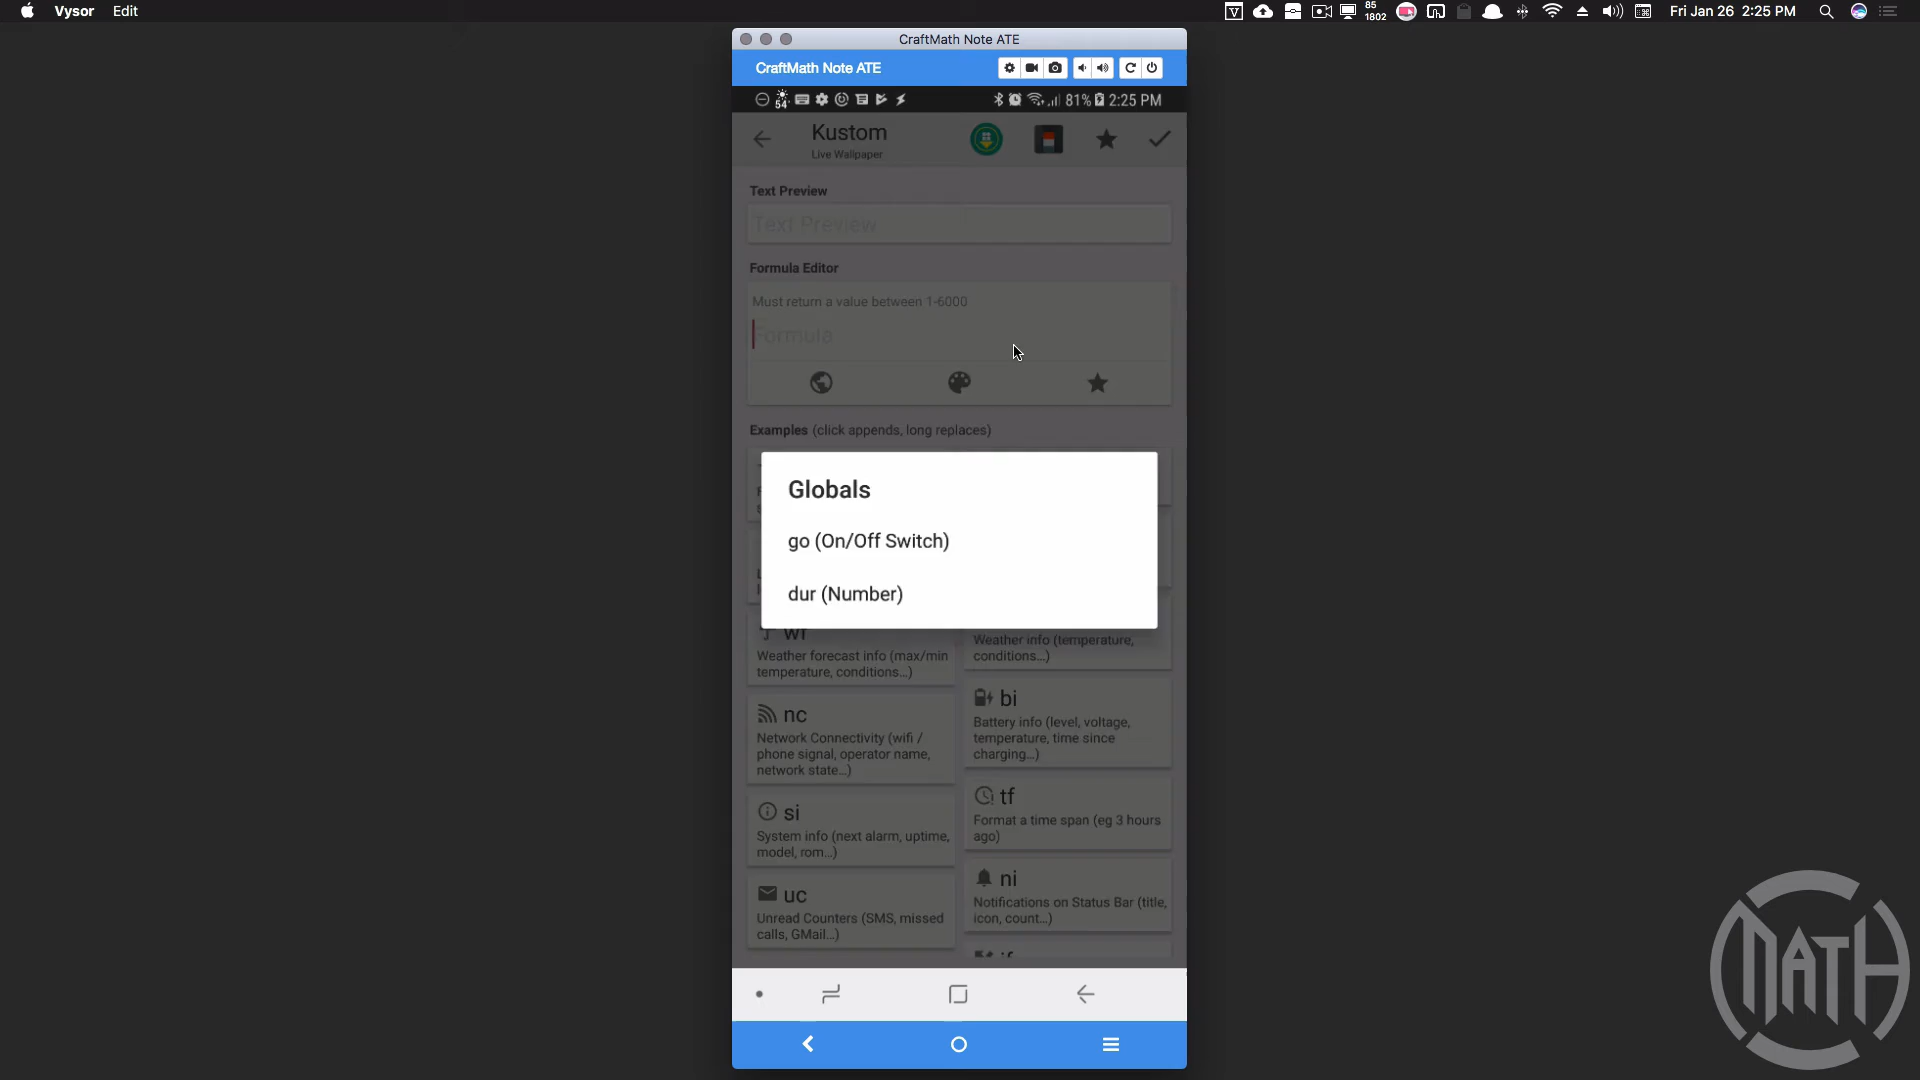 Vysor Edit
85
1802
Fri Jan 26 2:25 PM
CraftMath Note ATE
CraftMath Note ATE
54
81% 2:25 PM
Kustom
Live Wallpaper
Text Preview
Text Preview
Formula Editor
Must return a value between 1-6000
Formula
Examples (click appends, long replaces)
Globals
go (On/Off Switch)
dur (Number)
wf
Weather forecast info (max/min
temperature, conditions...)
Weather info (temperature,
conditions...)
nc
Network Connectivity (wifi /
phone signal, operator name,
network state...)
bi
Battery info (level, voltage,
temperature, time since
charging...)
si
System info (next alarm, uptime,
model, rom...)
tf
Format a time span (eg 3 hours
ago)
uc
Unread Counters (SMS, missed
calls, GMail...)
ni
Notifications on Status Bar (title,
icon, count...)
MATH